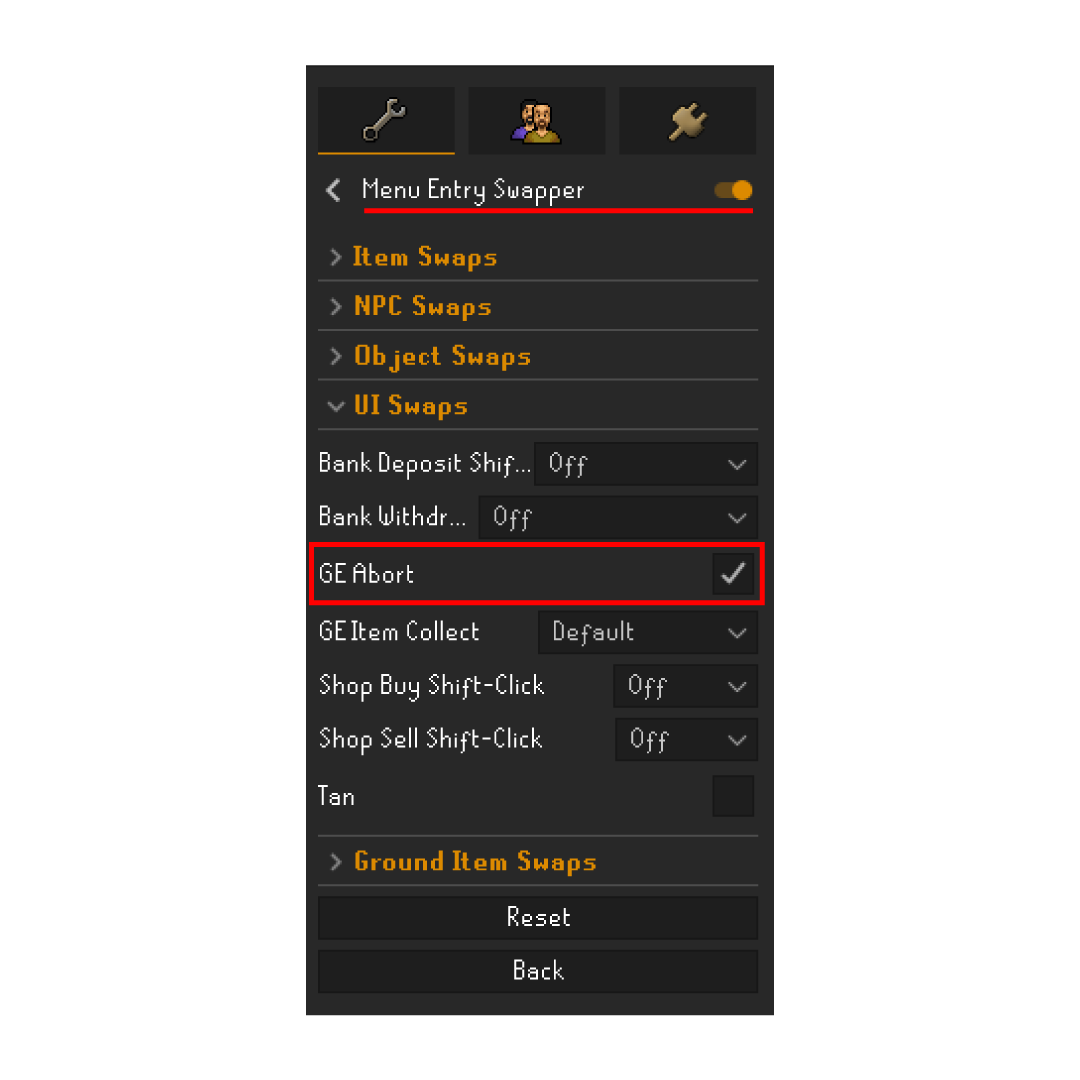 Menu Entry Swapper
Item Swaps
NPC Swaps
Object Swaps
UI Swaps
Bank Deposit Shif... Off
Bank Withdr... Off
GE Abort
GE Item Collect Default
Shop Buy Shift-Click Off
Shop Sell Shift-Click Off
Tan
Ground Item Swaps
Reset
Back